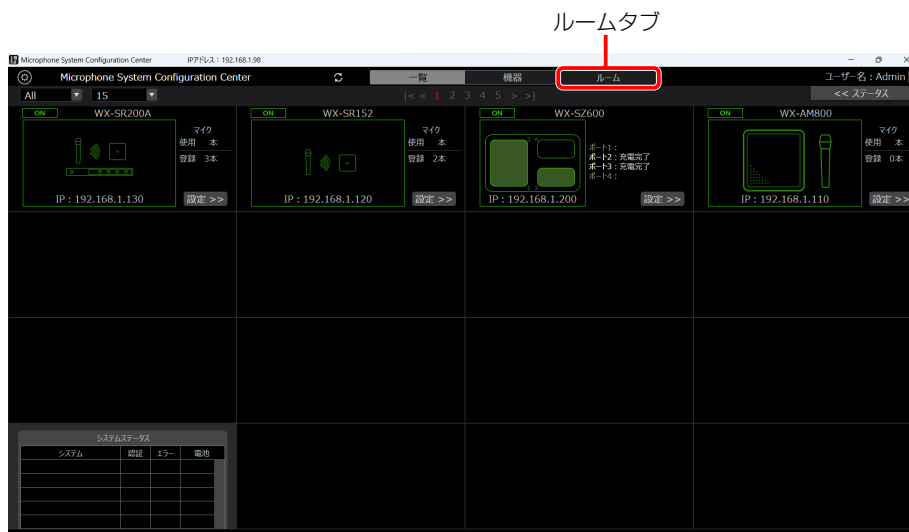 ルームタブ
Microphone System Configuration Center IPアドレス：192.168.1.98
Microphone System Configuration Center 一覧 機器 ルーム ユーザー名：Admin
All 15 |< < 1 2 3 4 5 > >| << ステータス
ON WX-SR200A
マイク
使用 本
登録 3本
IP : 192.168.1.130 設定 >>
ON WX-SR152
マイク
使用 本
登録 2本
IP : 192.168.1.120 設定 >>
ON WX-SZ600
3 4
ポート1 :
ポート2 : 充電完了
ポート3 : 充電完了
ポート4 :
1 2
IP : 192.168.1.200 設定 >>
ON WX-AM800
マイク
使用 本
登録 0本
IP : 192.168.1.110 設定 >>
システムステータス
システム 認証 エラー 電池